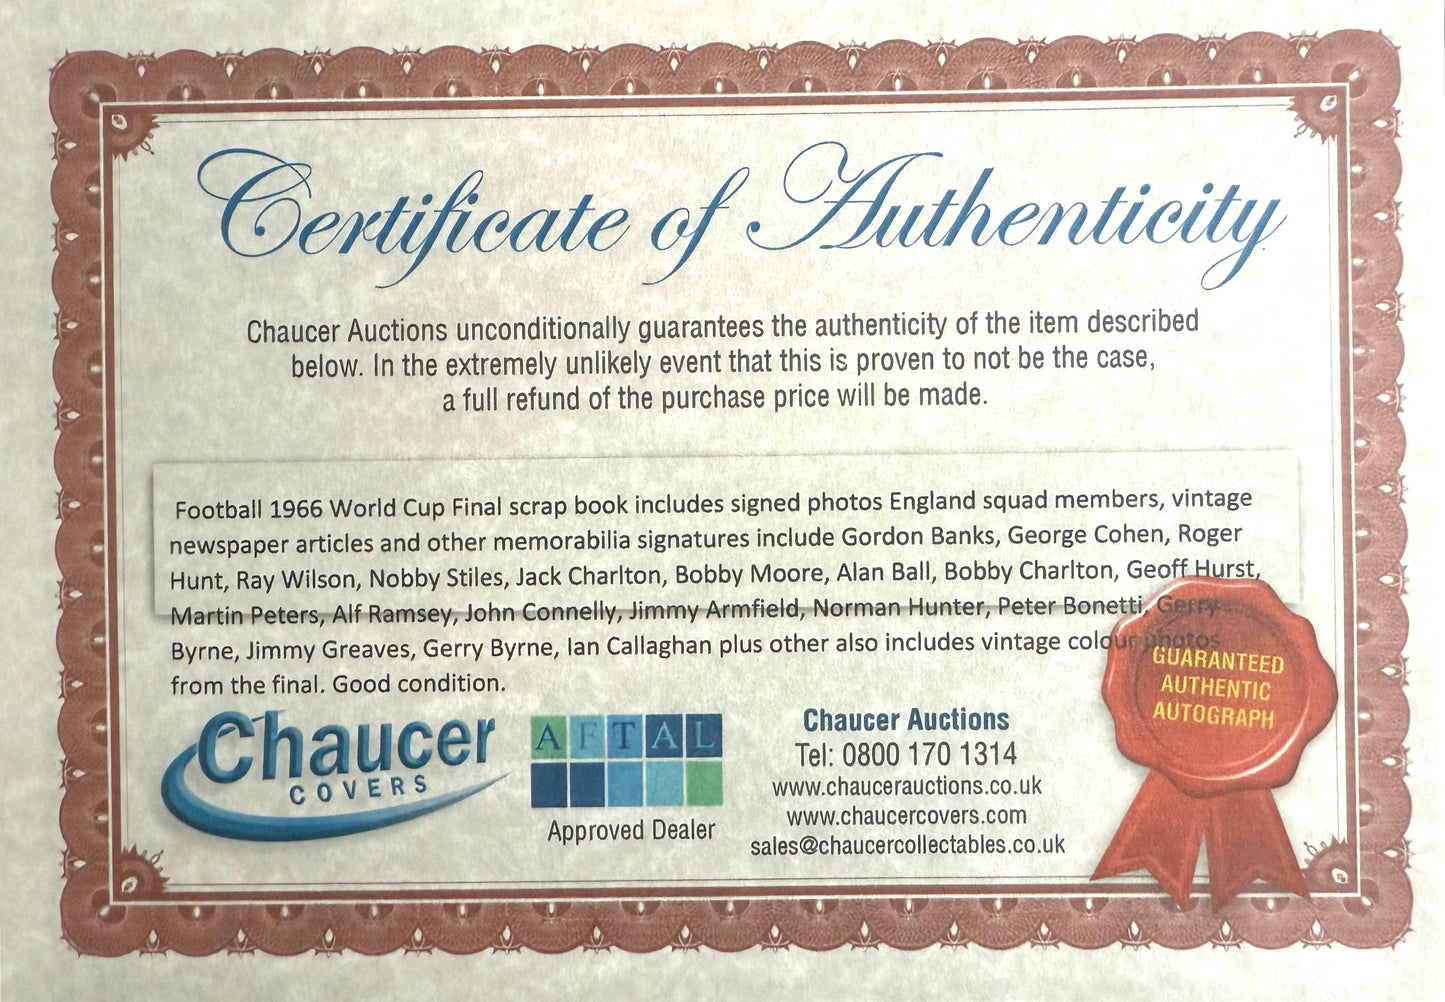 Certificate of Authenticity
Chaucer Auctions unconditionally guarantees the authenticity of the item described
below. In the extremely unlikely event that this is proven to not be the case,
a full refund of the purchase price will be made.
Football 1966 World Cup Final scrap book includes signed photos England squad members, vintage
newspaper articles and other memorabilia signatures include Gordon Banks, George Cohen, Roger
Hunt, Ray Wilson, Nobby Stiles, Jack Charlton, Bobby Moore, Alan Ball, Bobby Charlton, Geoff Hurst,
Martin Peters, Alf Ramsey, John Connelly, Jimmy Armfield, Norman Hunter, Peter Bonetti, Gerry
Byrne, Jimmy Greaves, Gerry Byrne, Ian Callaghan plus other also includes vintage colour photos
from the final. Good condition.
GUARANTEED
AUTHENTIC
AUTOGRAPH
Chaucer
COVERS
AFTAL
Approved Dealer
Chaucer Auctions
Tel: 0800 170 1314
www.chaucerauctions.co.uk
www.chaucercovers.com
sales@chaucercollectables.co.uk